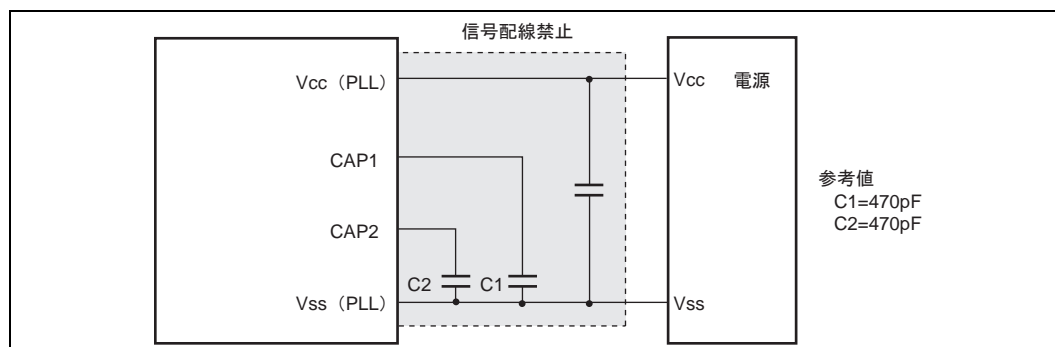 信号配線禁止
Vcc（PLL）
Vcc 電源
CAP1
参考値
C1=470pF
C2=470pF
CAP2
C2 C1
Vss（PLL）
Vss